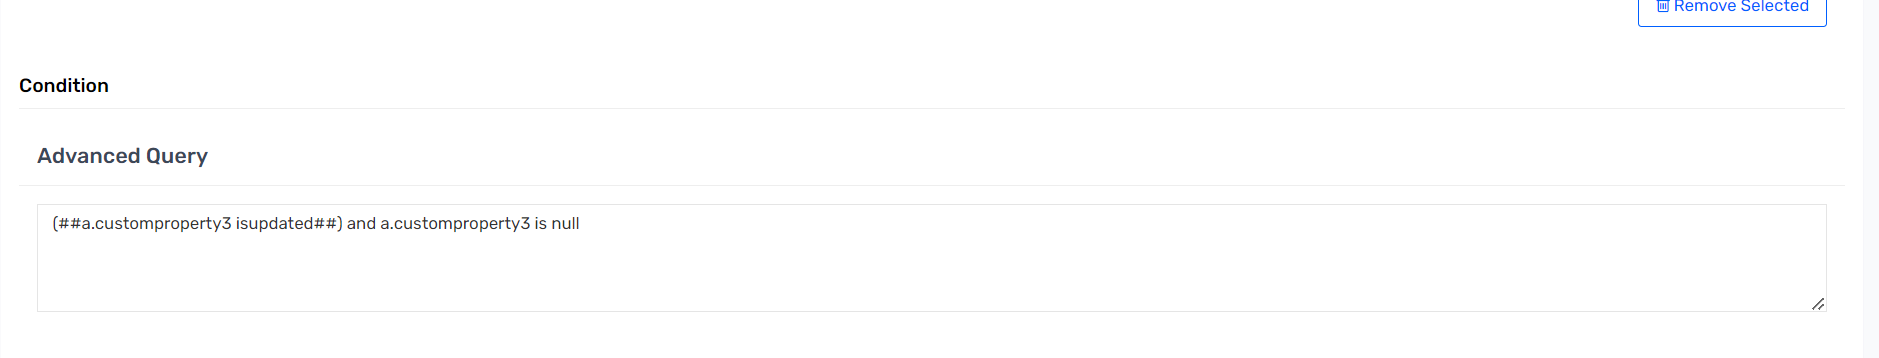 Remove Selected
Condition
Advanced Query
(##a.customproperty3 isupdated##) and a.customproperty3 is null